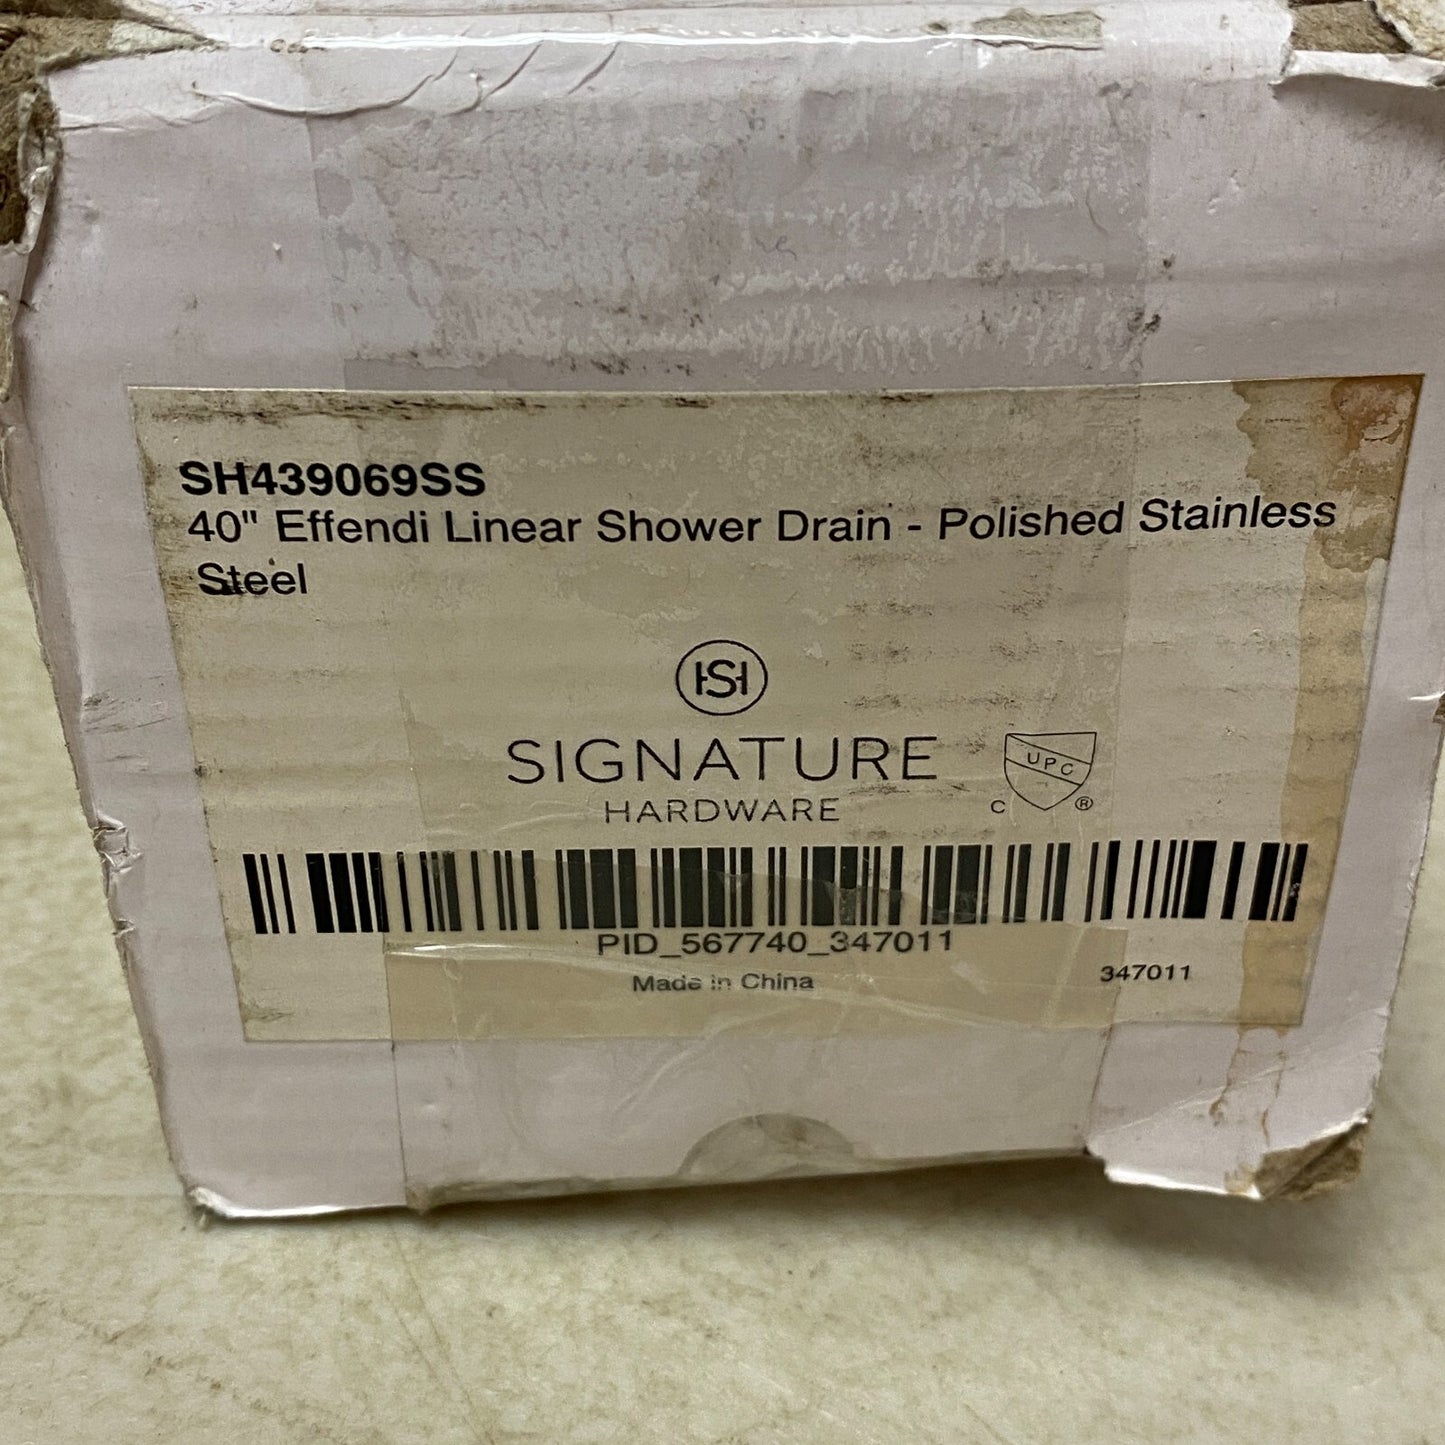 SH439069SS
40" Effendi Linear Shower Drain - Polished Stainless
Steel
SH
SIGNATURE
HARDWARE
UPC
C ®
PID_567740_347011
Made in China
347011